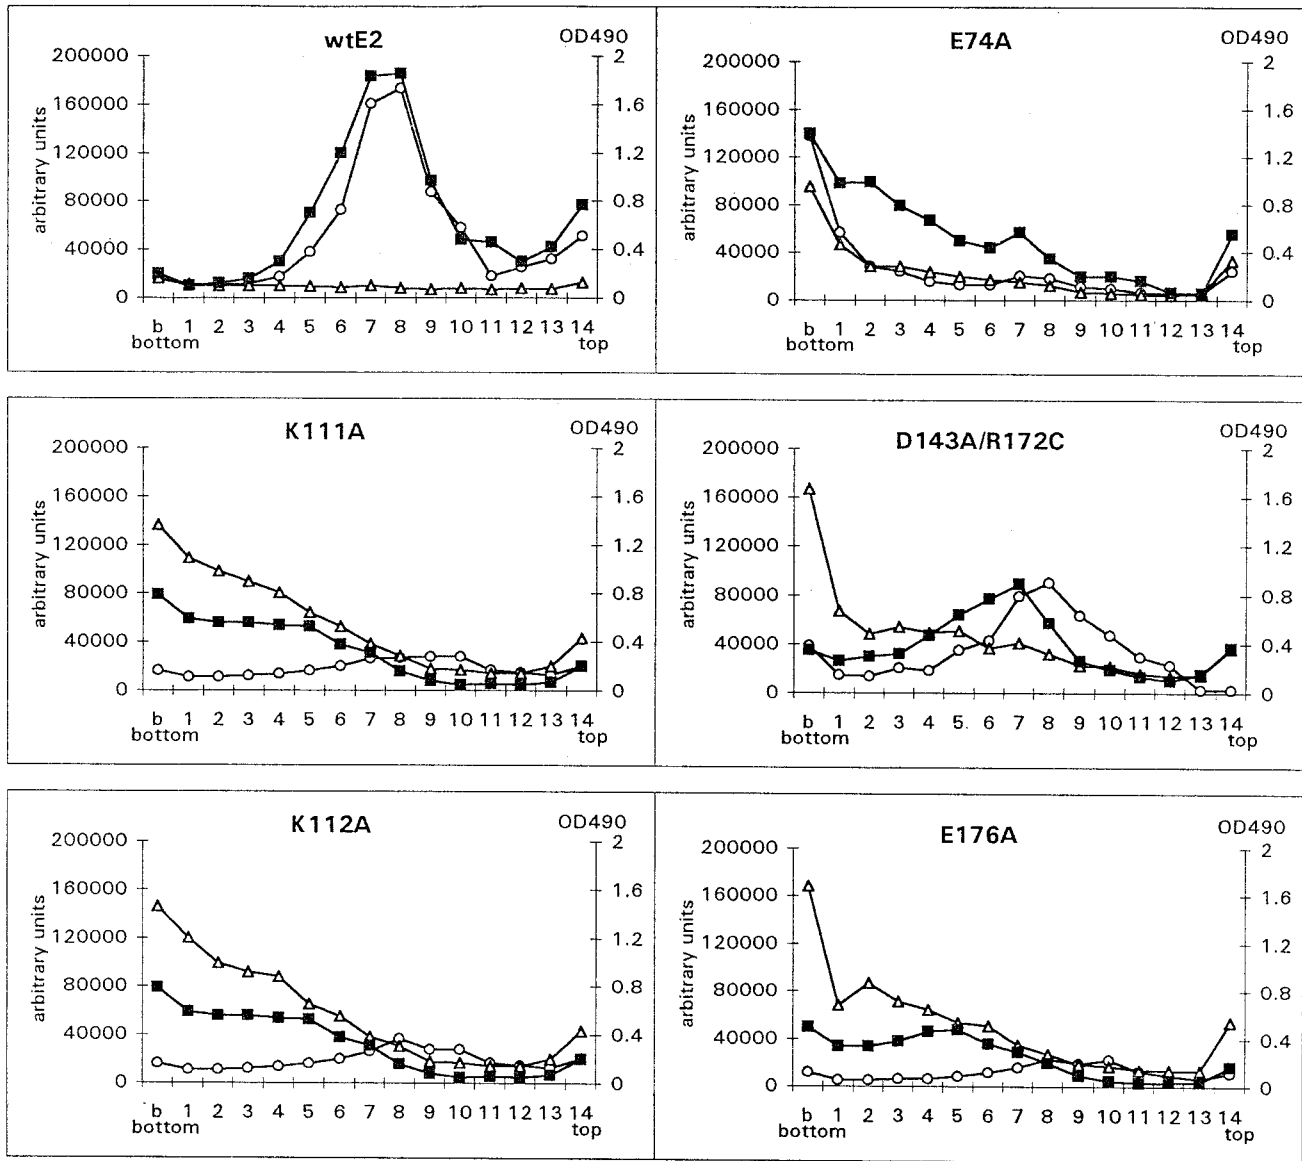 wtE2 OD490
200000 2
160000 1.6
120000 1.2
80000 0.8
40000 0.4
0 0
arbitrary units
b 1 2 3 4 5 6 7 8 9 10 11 12 13 14
bottom top
E74A OD490
200000 2
160000 1.6
120000 1.2
80000 0.8
40000 0.4
0 0
arbitrary units
b 1 2 3 4 5 6 7 8 9 10 11 12 13 14
bottom top
K111A OD490
200000 2
160000 1.6
120000 1.2
80000 0.8
40000 0.4
0 0
arbitrary units
b 1 2 3 4 5 6 7 8 9 10 11 12 13 14
bottom top
D143A/R172C OD490
200000 2
160000 1.6
120000 1.2
80000 0.8
40000 0.4
0 0
arbitrary units
b 1 2 3 4 5. 6 7 8 9 10 11 12 13 14
bottom top
K112A OD490
200000 2
160000 1.6
120000 1.2
80000 0.8
40000 0.4
0 0
arbitrary units
b 1 2 3 4 5 6 7 8 9 10 11 12 13 14
bottom top
E176A OD490
200000 2
160000 1.6
120000 1.2
80000 0.8
40000 0.4
0 0
arbitrary units
b 1 2 3 4 5 6 7 8 9 10 11 12 13 14
bottom top